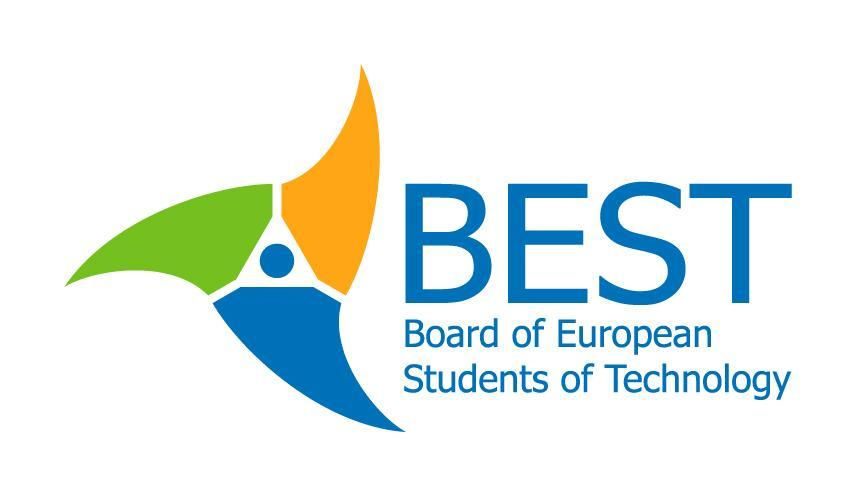 BEST
Board of European
Students of Technology